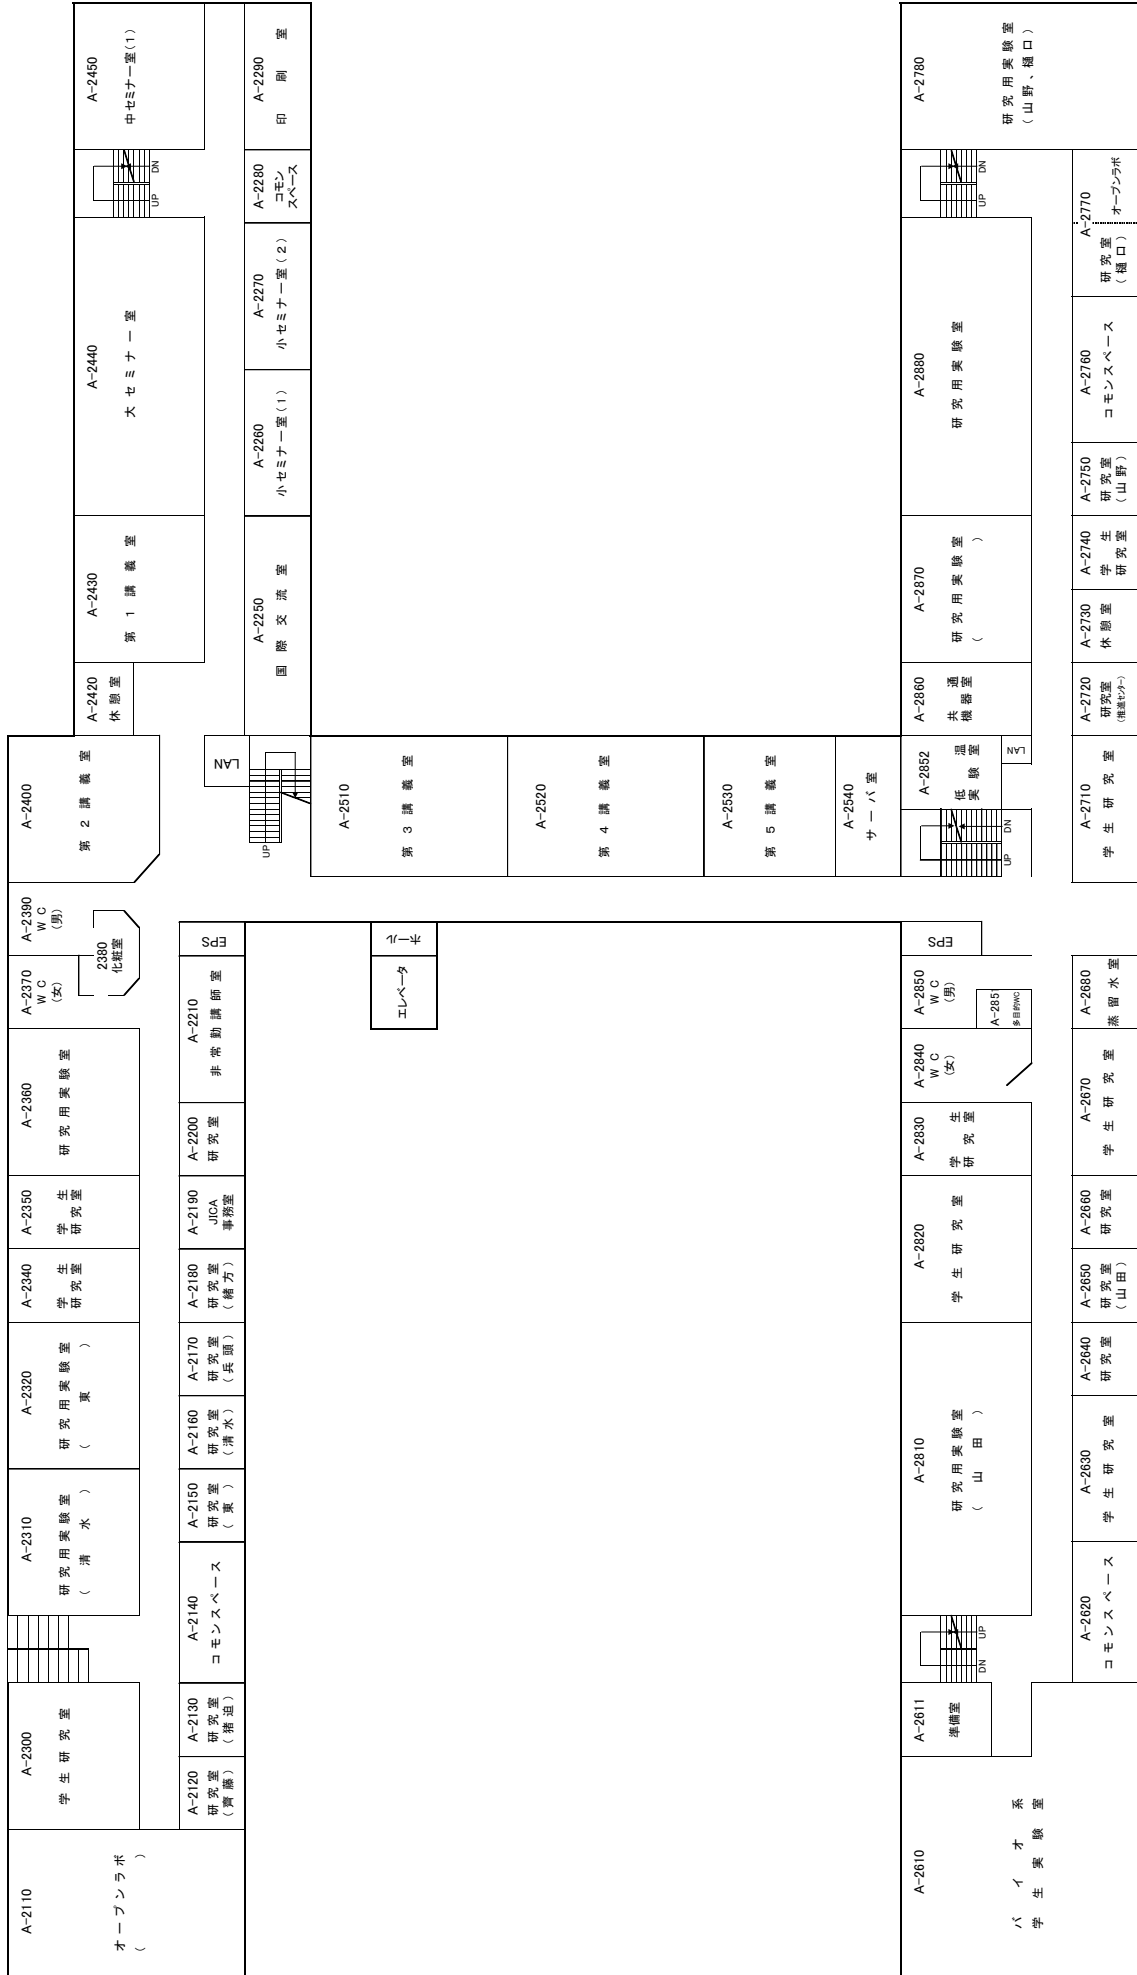 A-2450
中セミナー室(1)
A-2290
印刷室
UP
DN
A-2280
コモン
スペース
A-2440
大セミナー室
A-2270
小セミナー室(2)
A-2260
小セミナー室(1)
A-2430
第1講義室
A-2250
国際交流室
A-2420
休憩室
A-2400
第2講義室
LAN
UP
A-2510
第3講義室
A-2520
第4講義室
A-2530
第5講義室
A-2540
サーバ室
A-2780
研究用実験室
(山野、樋口)
UP
DN
A-2770
研究室
(樋口)
オープンラボ
A-2880
研究用実験室
A-2760
コモンスペース
A-2750
研究室
(山野)
A-2870
研究用実験室
( )
A-2740
学生
研究室
A-2730
休憩室
A-2860
共通
機器室
A-2720
研究室
(推進センター)
A-2852
低温
実験室
LAN
UP
DN
A-2710
学生研究室
A-2390
WC
(男)
2380
化粧室
A-2370
WC
(女)
EPS
A-2210
非常勤講師室
ホール
エレベータ
A-2360
研究用実験室
A-2200
研究室
A-2350
学生
研究室
A-2190
JICA
事務室
A-2340
学生
研究室
A-2180
研究室
(緒方)
A-2320
研究用実験室
(東)
A-2170
研究室
(兵頭)
A-2160
研究室
(清水)
A-2310
研究用実験室
(清水)
A-2150
研究室
(東)
A-2140
コモンスペース
A-2300
学生研究室
A-2130
研究室
(猪迫)
A-2120
研究室
(齊藤)
A-2110
オープンラボ
( )
EPS
A-2850
WC
(男)
A-2851
多目的WC
A-2680
蒸留水室
A-2840
WC
(女)
A-2670
学生研究室
A-2830
学生
研究室
A-2820
学生研究室
A-2660
研究室
A-2650
研究室
(山田)
A-2640
研究室
A-2810
研究用実験室
(山田)
A-2630
学生研究室
A-2620
コモンスペース
DN
UP
A-2611
準備室
A-2610
バイオ系
学生実験室